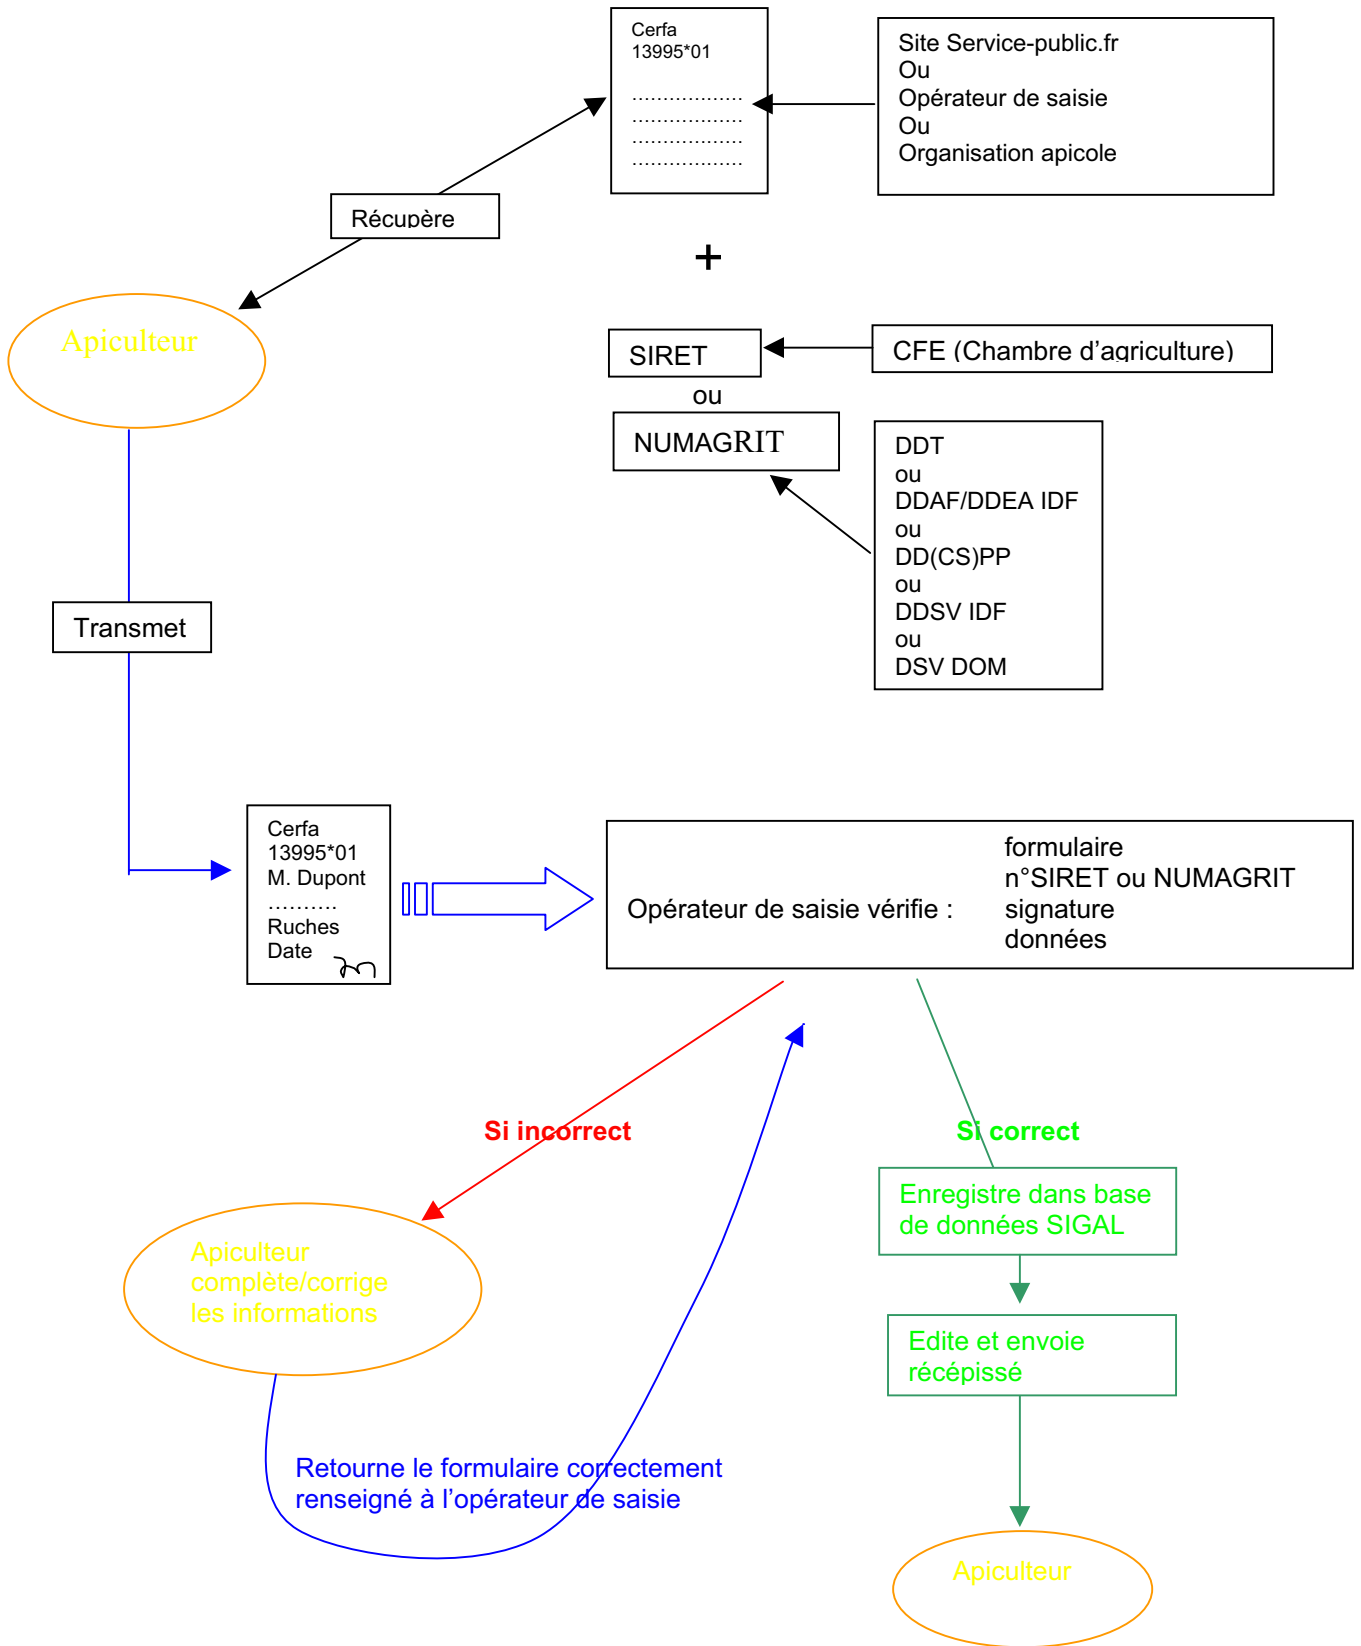 Cerfa
13995*01
………………
………………
………………
………………
Site Service-public.fr
Ou
Opérateur de saisie
Ou
Organisation apicole
Récupère
+
Apiculteur
SIRET
CFE (Chambre d'agriculture)
ou
NUMAGRIT
DDT
ou
DDAF/DDEA IDF
ou
DD(CS)PP
ou
DDSV IDF
ou
DSV DOM
Transmet
Cerfa
13995*01
M. Dupont
……….
Ruches
Date
Opérateur de saisie vérifie :
formulaire
n°SIRET ou NUMAGRIT
signature
données
Si incorrect
Si correct
Enregistre dans base
de données SIGAL
Apiculteur
complète/corrige
les informations
Edite et envoie
récépissé
Retourne le formulaire correctement
renseigné à l'opérateur de saisie
Apiculteur